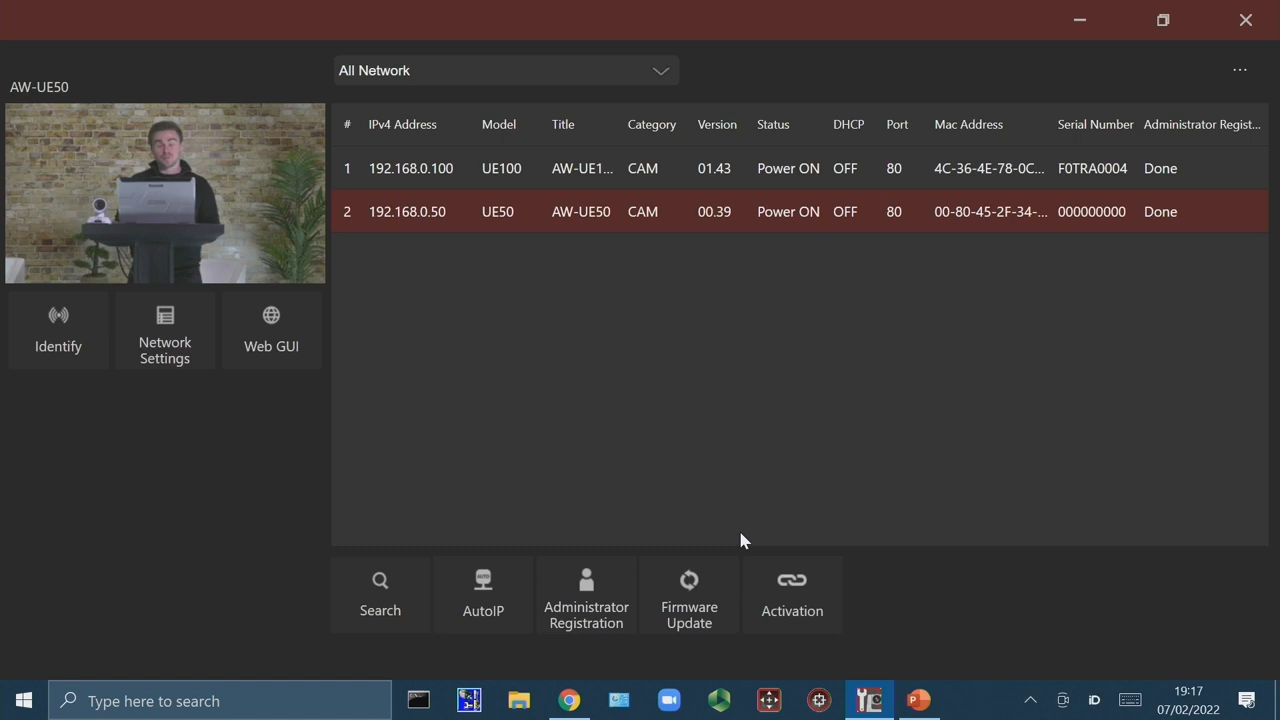 All Network
...
AW-UE50
# IPv4 Address Model Title Category Version Status DHCP Port Mac Address Serial Number Administrator Regist...
1 192.168.0.100 UE100 AW-UE1... CAM 01.43 Power ON OFF 80 4C-36-4E-78-0C... F0TRA0004 Done
2 192.168.0.50 UE50 AW-UE50 CAM 00.39 Power ON OFF 80 00-80-45-2F-34-... 000000000 Done
Identify
Network
Settings
Web GUI
Search
AUTO
AutoIP
Administrator
Registration
Firmware
Update
Activation
Type here to search
iD
19:17
07/02/2022